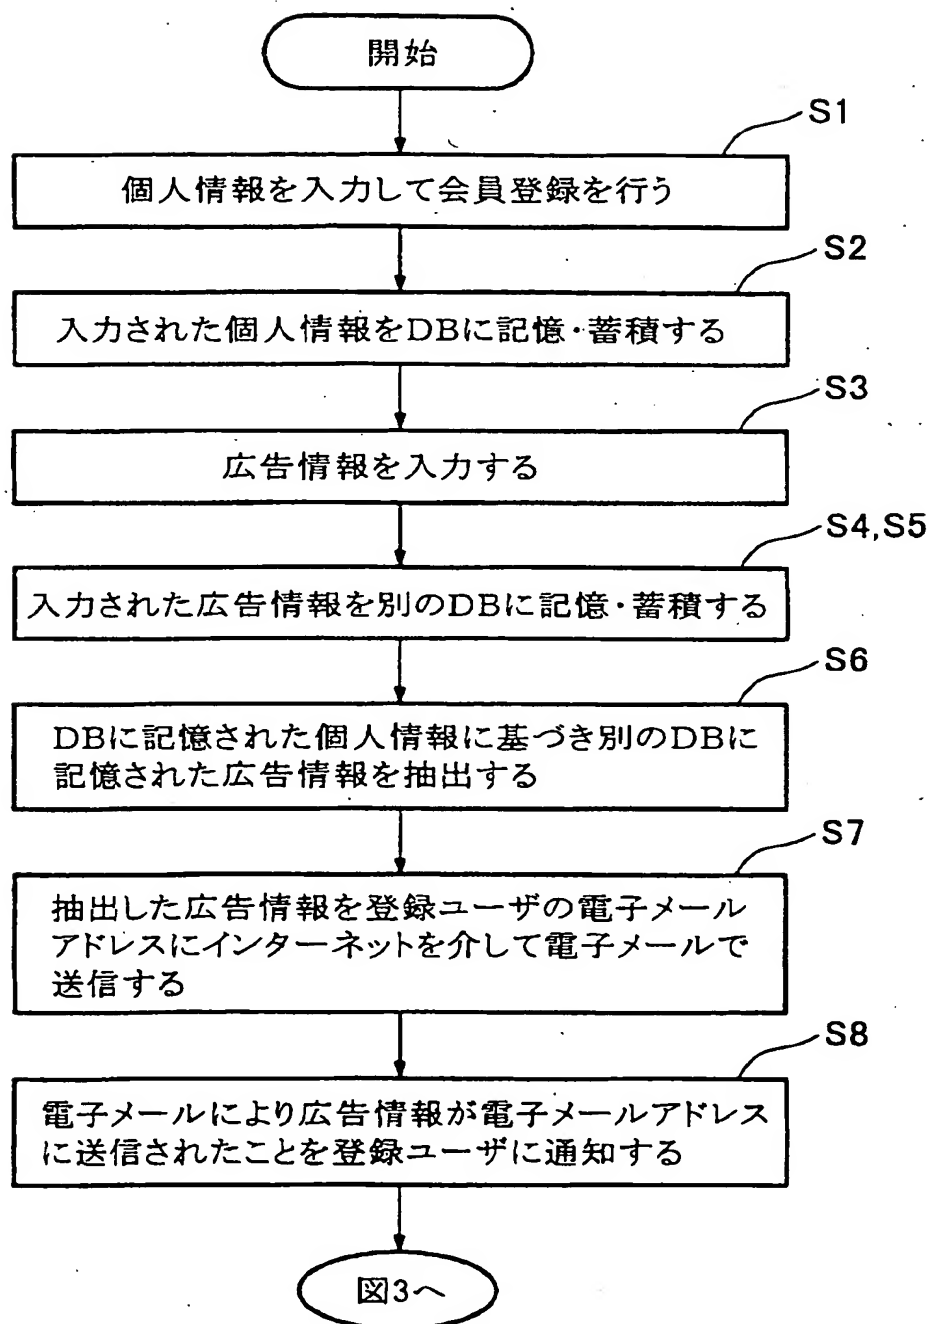 開始
S1
個人情報を入力して会員登録を行う
S2
入力された個人情報をDBに記憶・蓄積する
S3
広告情報を入力する
S4,S5
入力された広告情報を別のDBに記憶・蓄積する
S6
DBに記憶された個人情報に基づき別のDBに
記憶された広告情報を抽出する
S7
抽出した広告情報を登録ユーザの電子メール
アドレスにインターネットを介して電子メールで
送信する
S8
電子メールにより広告情報が電子メールアドレス
に送信されたことを登録ユーザに通知する
図3へ